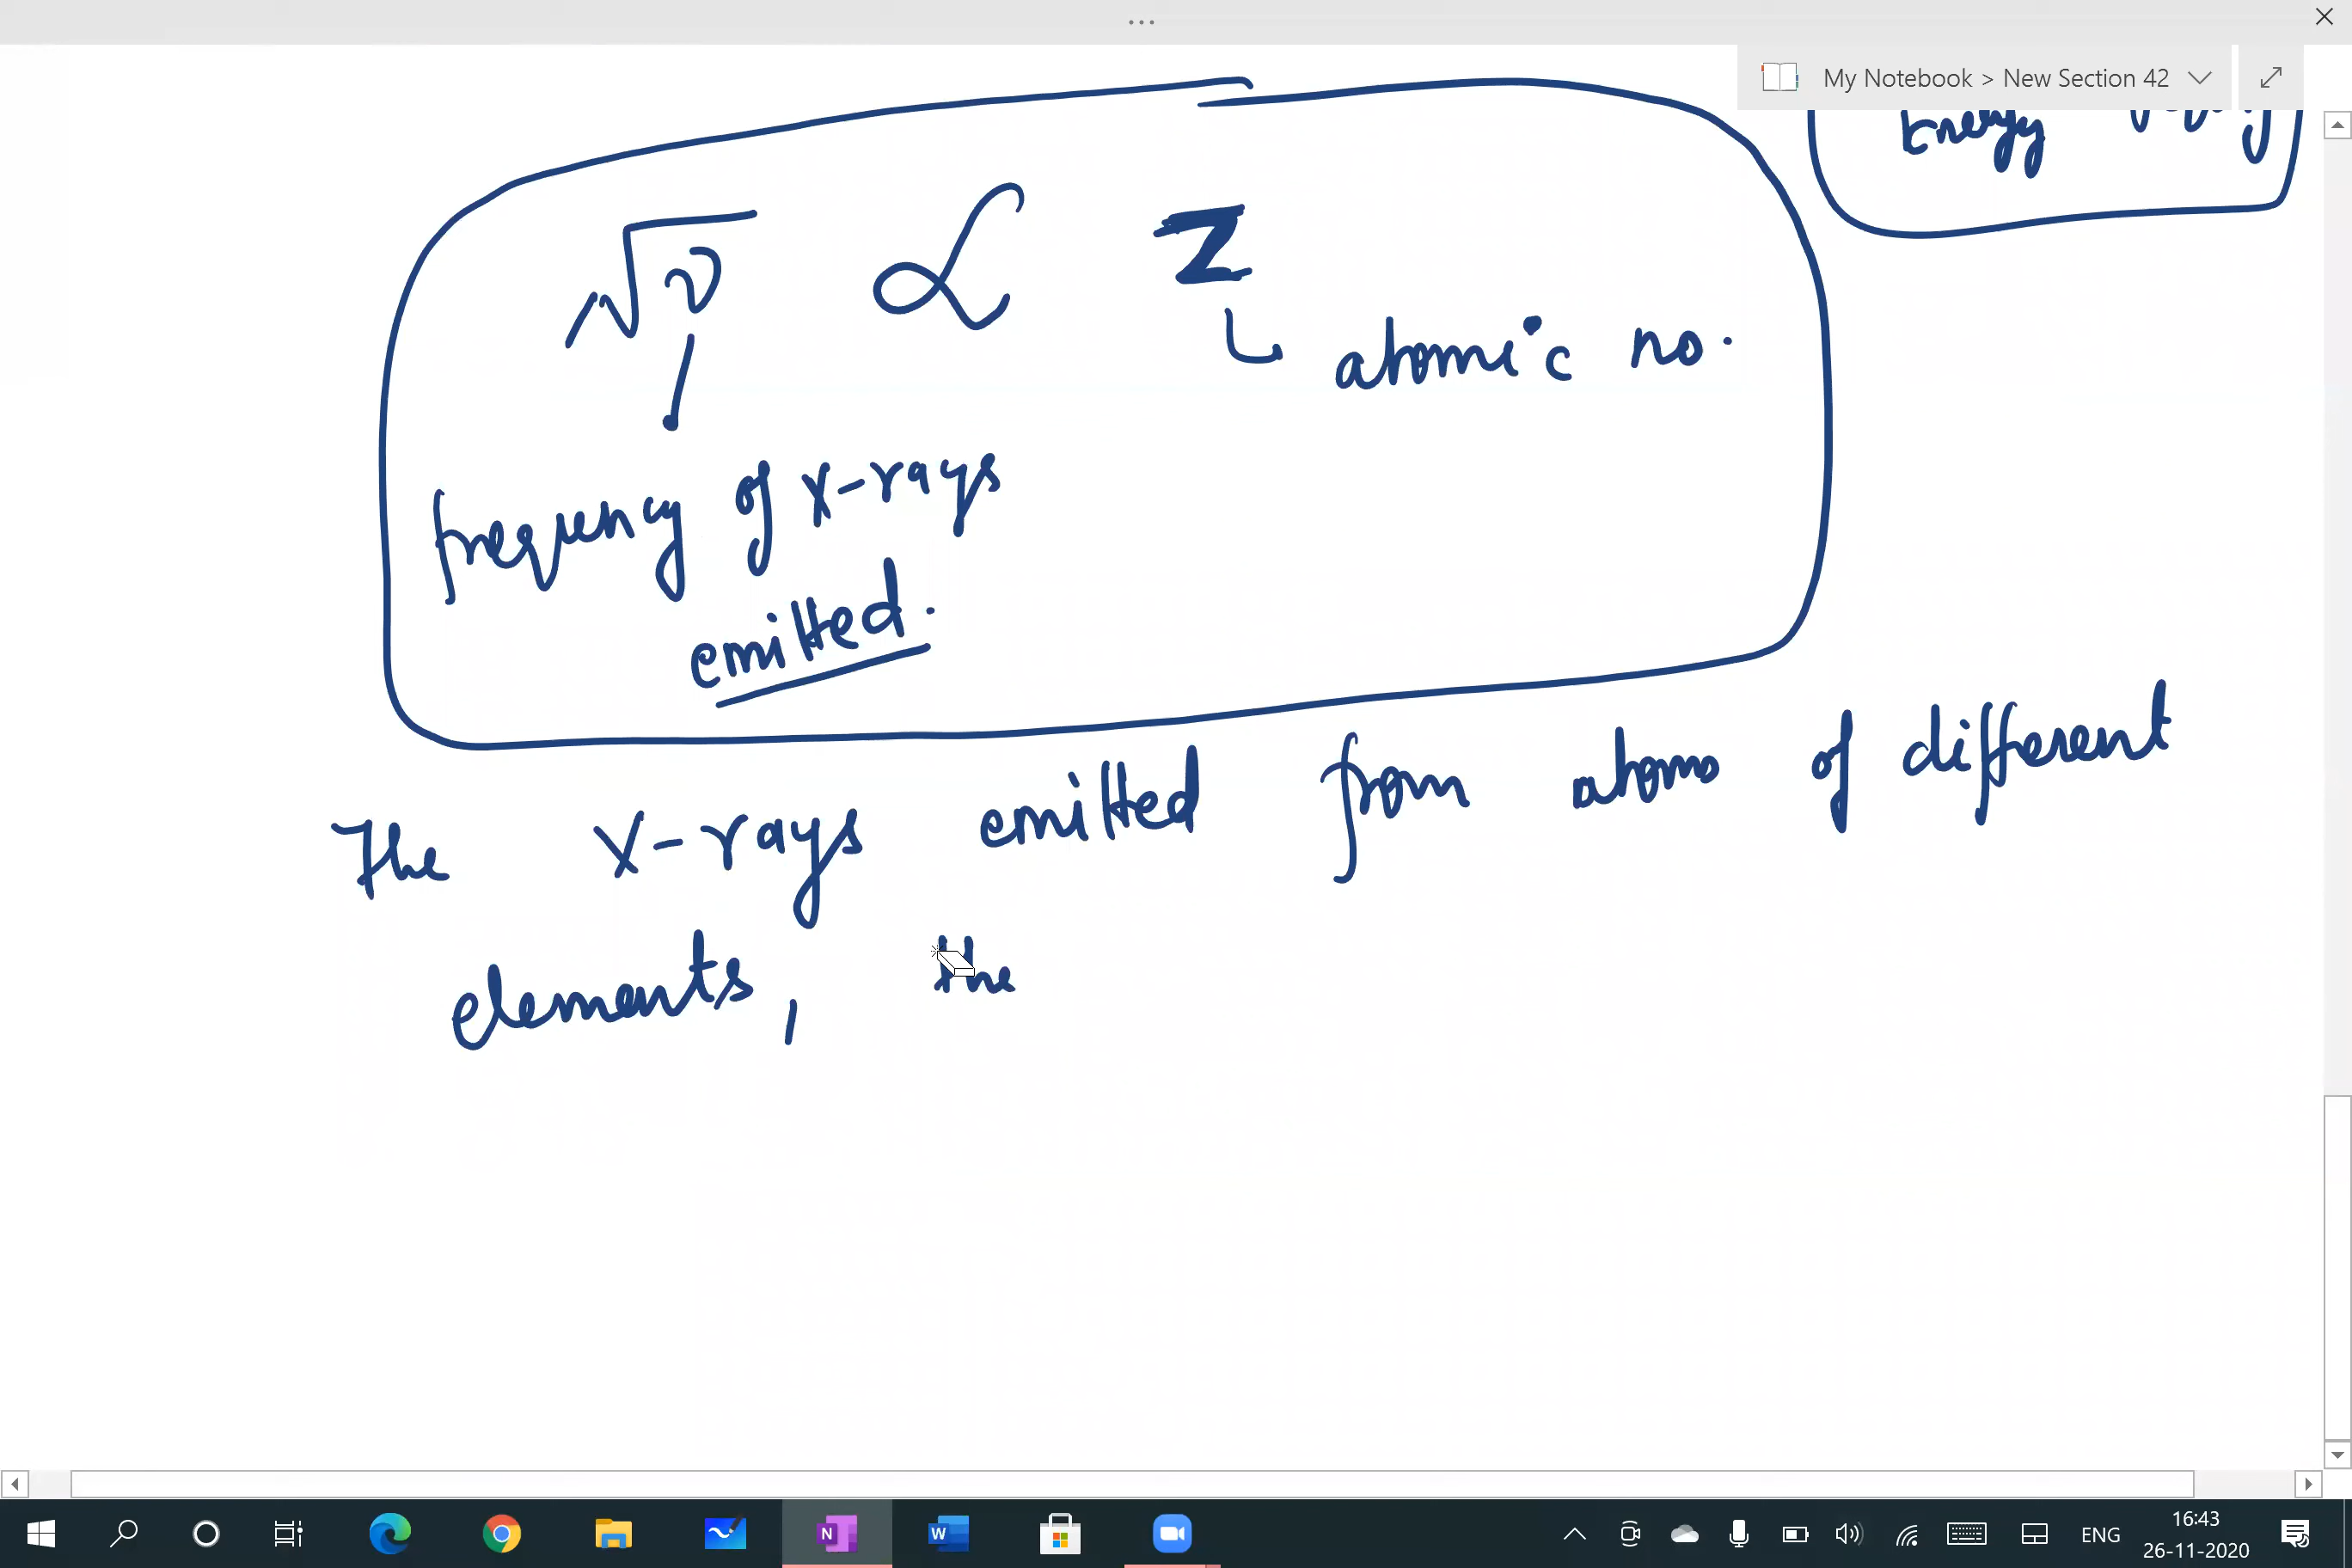 My Notebook > New Section 42
Energy
√ν ∝ Z
atomic no.
frequency of X-rays
emitted.
The X-rays emitted from atoms of different
elements, the
N
W
ENG
16:43
26-11-2020